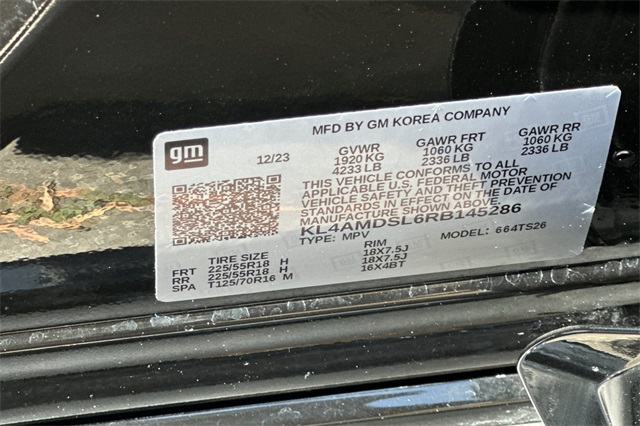 MFD BY GM KOREA COMPANY
gm 12/23 GVWR GAWR FRT GAWR RR
1920 KG 1060 KG 1060 KG
4233 LB 2336 LB 2336 LB
THIS VEHICLE CONFORMS TO ALL
APPLICABLE U.S. FEDERAL MOTOR
VEHICLE SAFETY AND THEFT PREVENTION
STANDARDS IN EFFECT ON THE DATE OF
MANUFACTURE SHOWN ABOVE.
KL4AMDSL6RB145286
TYPE: MPV MODEL: 664TS26
TIRE SIZE RIM
FRT 225/55R18 H 18X7.5J
RR 225/55R18 H 18X7.5J
SPA T125/70R16 M 16X4BT